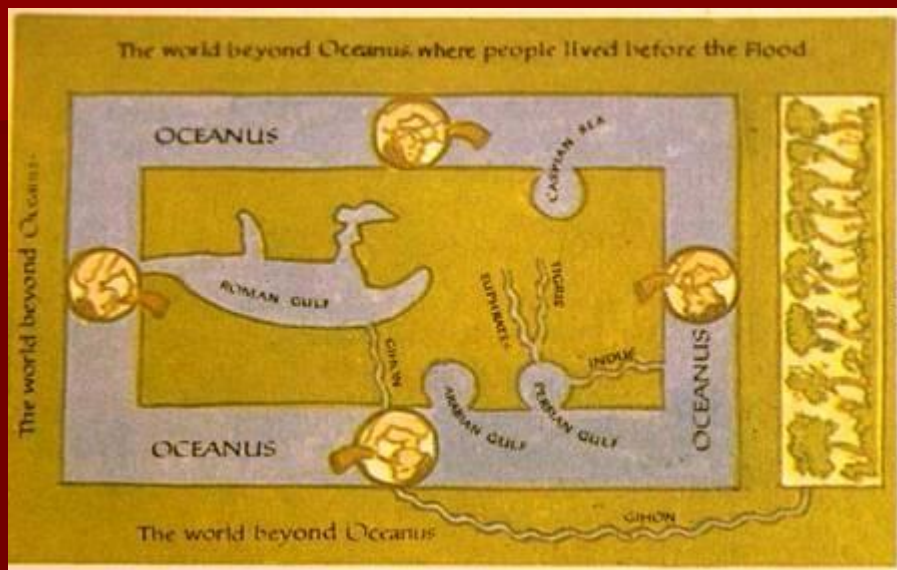 The world beyond Oceanus, where people lived before the Flood
OCEANUS
CASPIAN SEA
The world beyond Oceanus
ROMAN GULF
EUPHRATES
TIGRIS
GIHON
INDUS
ARABIAN GULF
PERSIAN GULF
OCEANUS
OCEANUS
GIHON
The world beyond Oceanus